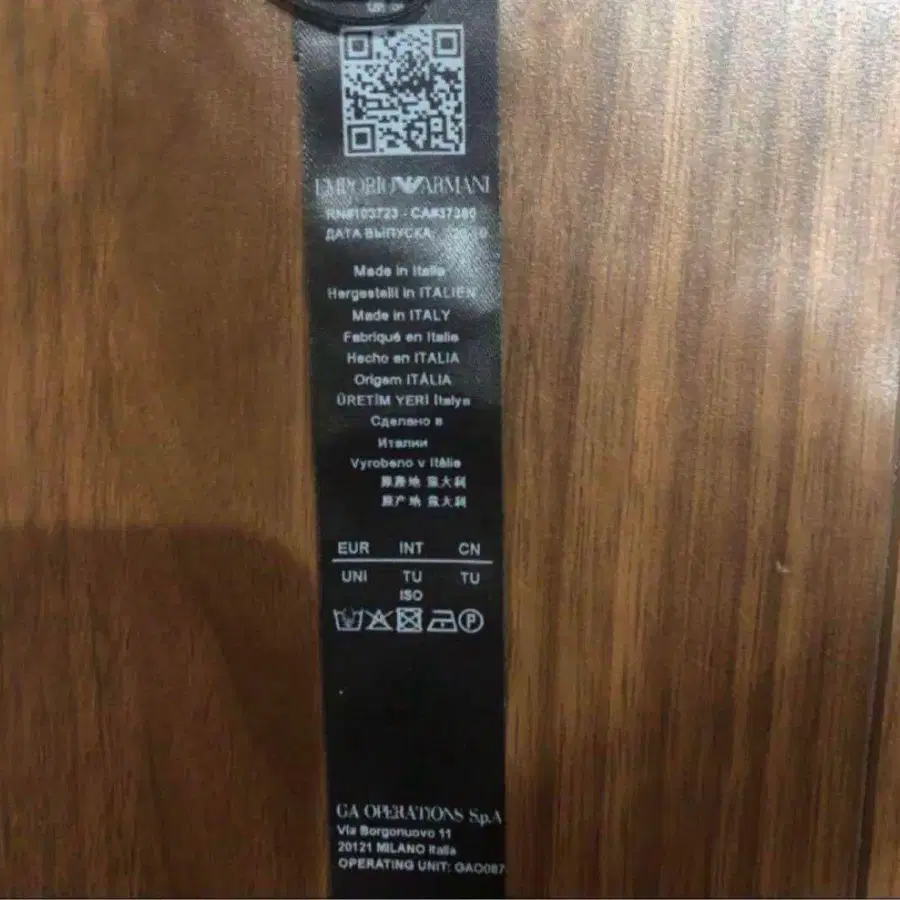 EMPORIO ARMANI
RN#103723 - CA#37380
ДАТА ВЫПУСКА:
Made in Italia
Hergestellt in ITALIEN
Made in ITALY
Fabriqué en Italie
Hecho en ITALIA
Origem ITÁLIA
ÜRETİM YERİ İtalya
Сделано в
Италии
Vyrobeno v Itálie
原產地 意大利
原产地 意大利
EUR INT CN
UNI TU TU
ISO
P
GA OPERATIONS S.p.A
Via Borgonuovo 11
20121 MILANO Italia
OPERATING UNIT: GAO087